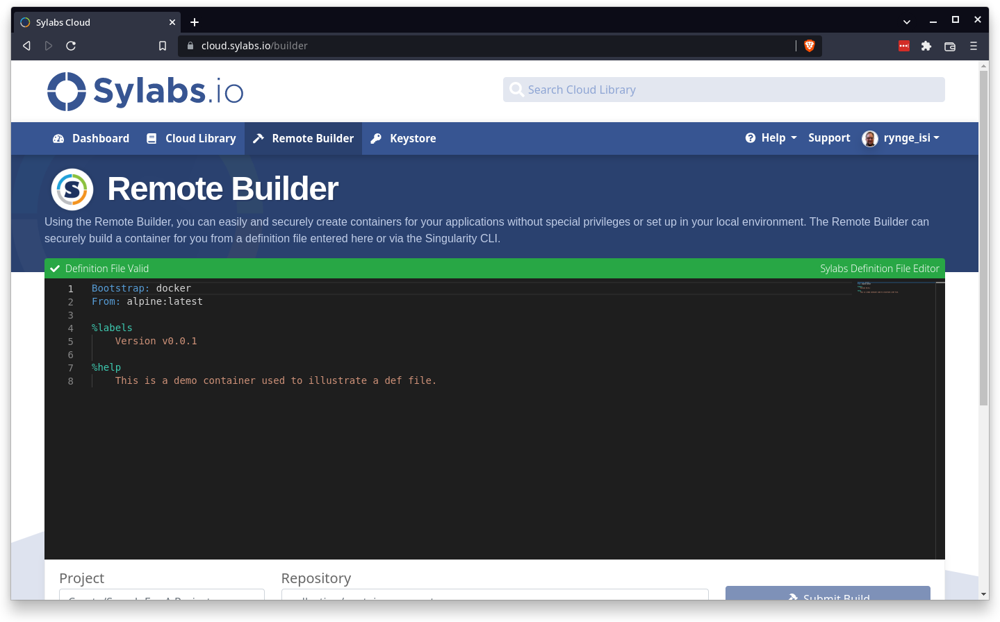 Sylabs Cloud
cloud.sylabs.io/builder
Sylabs.io
Search Cloud Library
Dashboard Cloud Library Remote Builder Keystore Help Support rynge_isi
S Remote Builder
Using the Remote Builder, you can easily and securely create containers for your applications without special privileges or set up in your local environment. The Remote Builder can
securely build a container for you from a definition file entered here or via the Singularity CLI.
Definition File Valid Sylabs Definition File Editor
1 Bootstrap: docker
2 From: alpine:latest
3
4 %labels
5 Version v0.0.1
6
7 %help
8 This is a demo container used to illustrate a def file.
Project Repository
Submit Build